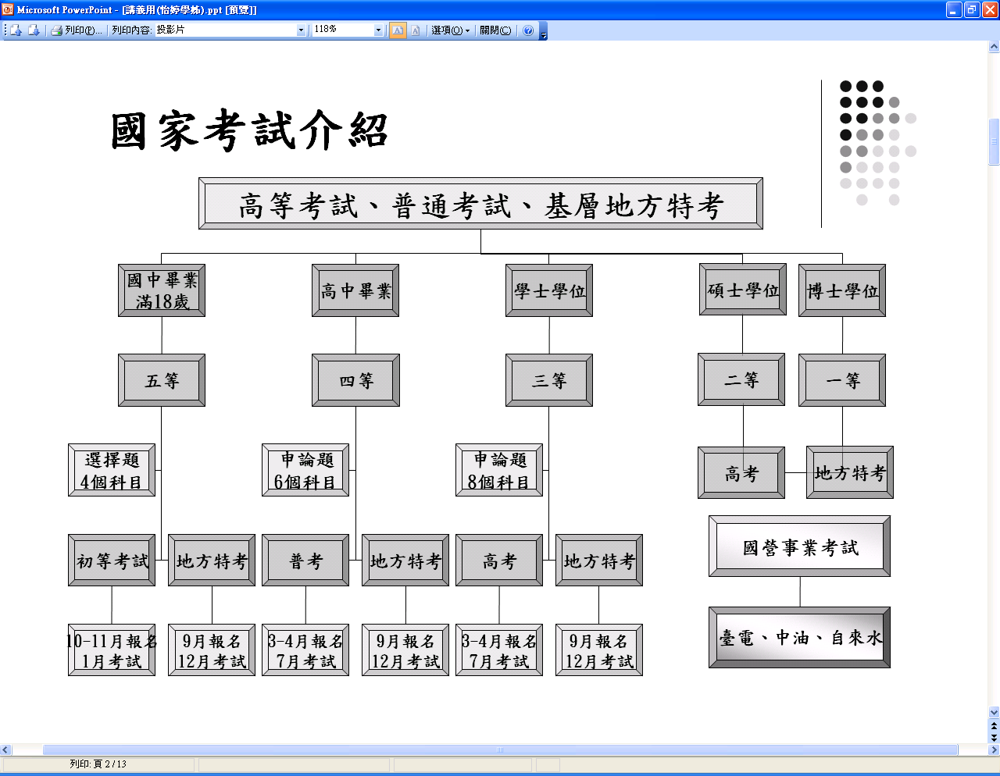 Microsoft PowerPoint - [講義用(怡婷學姊).ppt [預覽]]
列印(P)... 列印內容: 投影片 118% 選項(O) 關閉(C)
國家考試介紹
高等考試、普通考試、基層地方特考
國中畢業
滿18歲
高中畢業
學士學位
碩士學位
博士學位
五等
四等
三等
二等
一等
選擇題
4個科目
申論題
6個科目
申論題
8個科目
高考
地方特考
初等考試
地方特考
普考
地方特考
高考
地方特考
國營事業考試
10-11月報名
1月考試
9月報名
12月考試
3-4月報名
7月考試
9月報名
12月考試
3-4月報名
7月考試
9月報名
12月考試
臺電、中油、自來水
列印: 頁 2 / 13